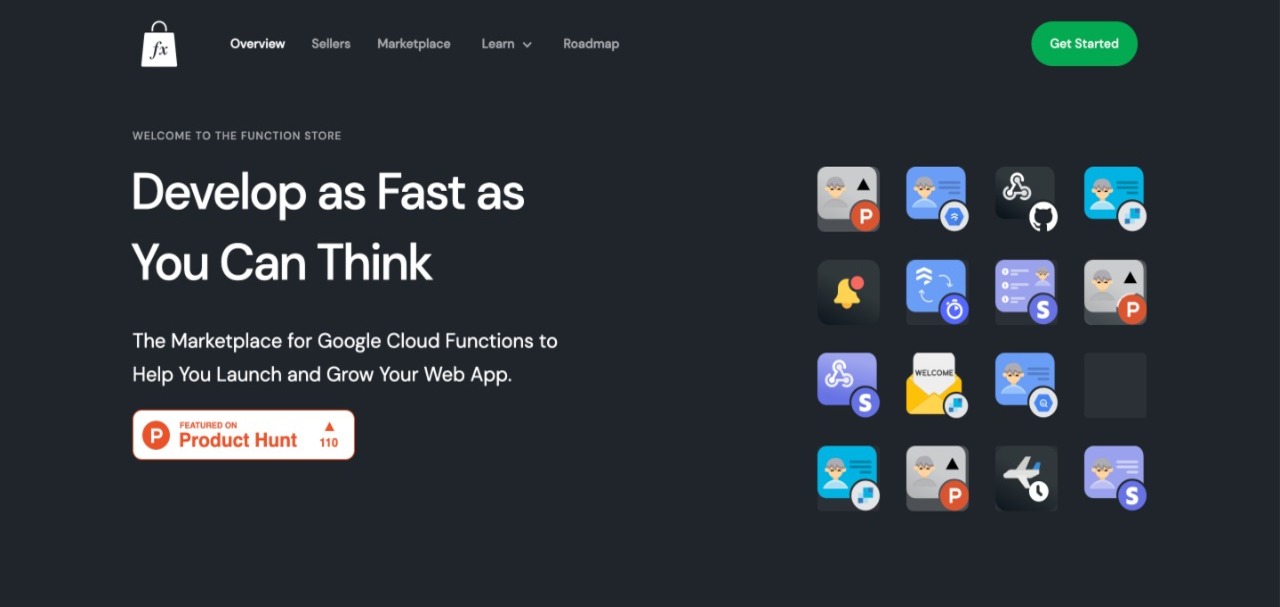 fx
Overview
Sellers
Marketplace
Learn
Roadmap
Get Started
WELCOME TO THE FUNCTION STORE
Develop as Fast as
You Can Think
The Marketplace for Google Cloud Functions to
Help You Launch and Grow Your Web App.
P
FEATURED ON
Product Hunt
110
P
S
P
S
WELCOME
P
S